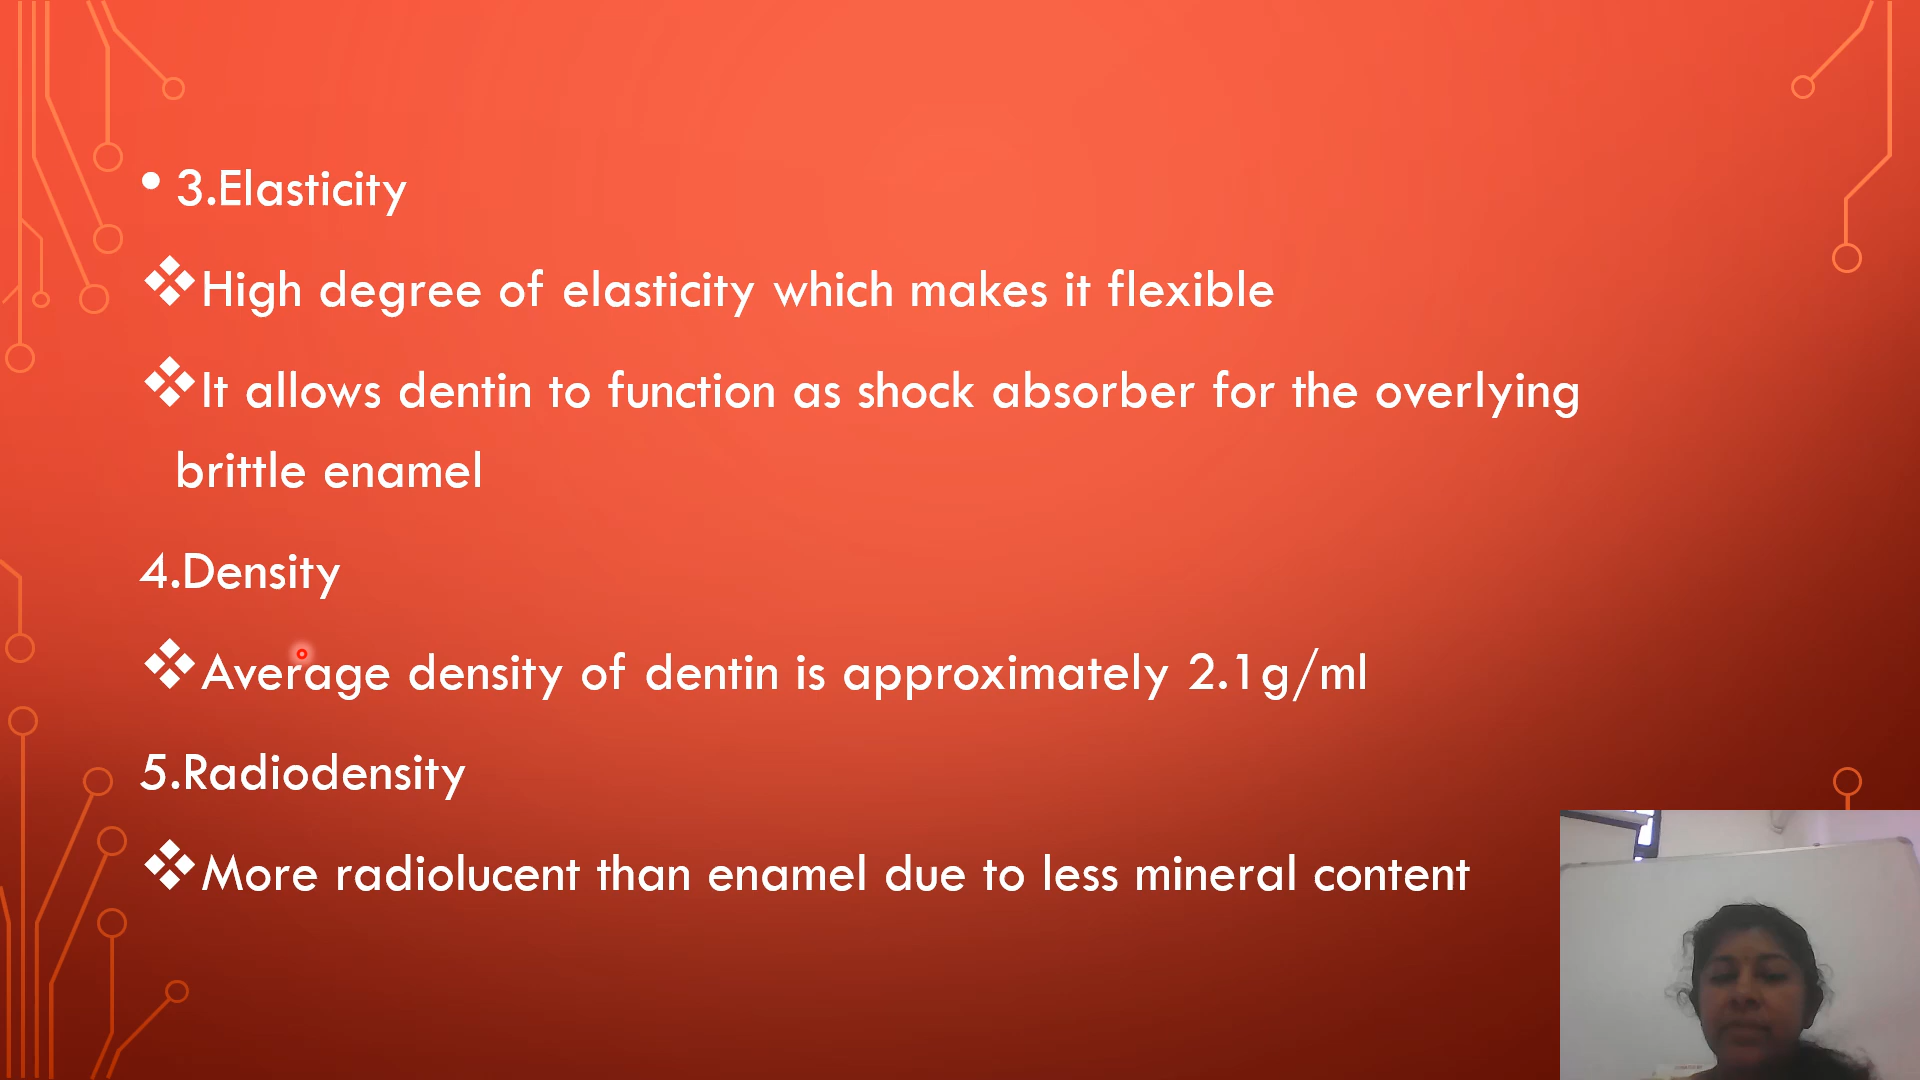 • 3.Elasticity
❖High degree of elasticity which makes it flexible
❖It allows dentin to function as shock absorber for the overlying
brittle enamel
4.Density
❖Average density of dentin is approximately 2.1g/ml
5.Radiodensity
❖More radiolucent than enamel due to less mineral content